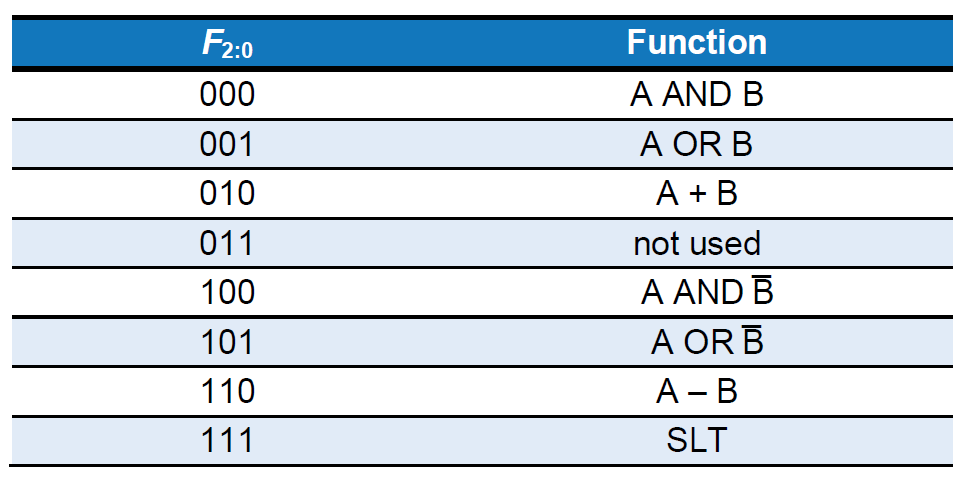 F2:0 Function
000 A AND B
001 A OR B
010 A + B
011 not used
100 A AND B̅
101 A OR B̅
110 A – B
111 SLT